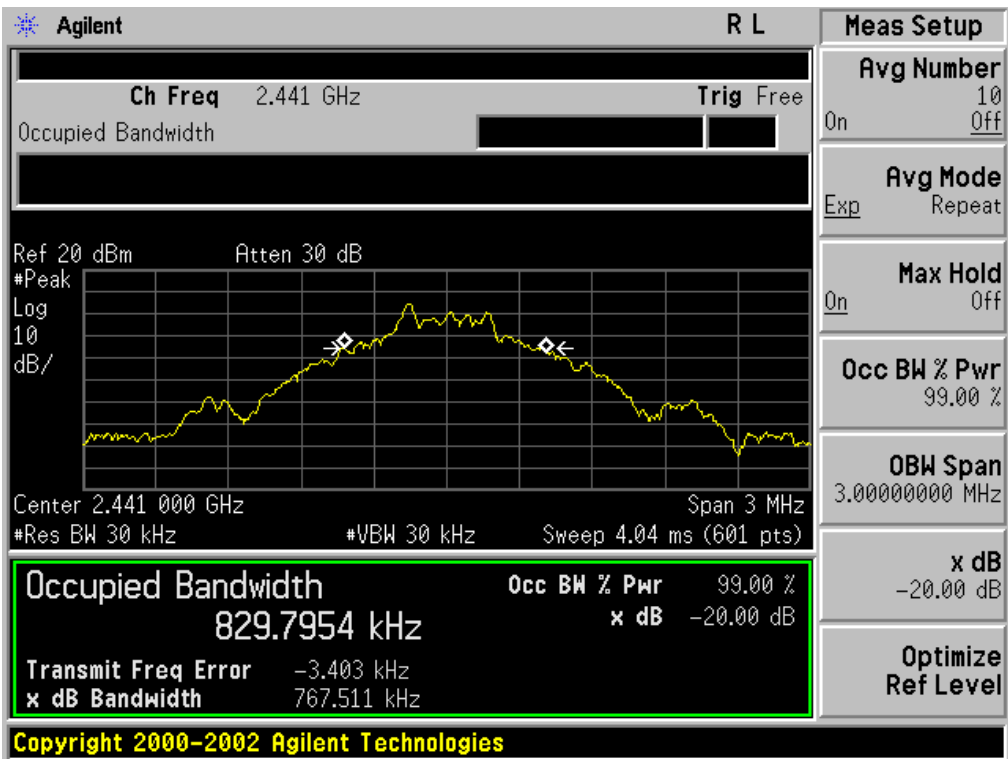 Agilent R L
Ch Freq 2.441 GHz Trig Free
Occupied Bandwidth
Ref 20 dBm Atten 30 dB
#Peak
Log
10
dB/
Center 2.441 000 GHz Span 3 MHz
#Res BW 30 kHz #VBW 30 kHz Sweep 4.04 ms (601 pts)
Occupied Bandwidth Occ BW % Pwr 99.00 %
829.7954 kHz x dB -20.00 dB
Transmit Freq Error -3.403 kHz
x dB Bandwidth 767.511 kHz
Copyright 2000-2002 Agilent Technologies
Meas Setup
Avg Number
10
On Off
Avg Mode
Exp Repeat
Max Hold
On Off
Occ BW % Pwr
99.00 %
OBW Span
3.00000000 MHz
x dB
-20.00 dB
Optimize
Ref Level